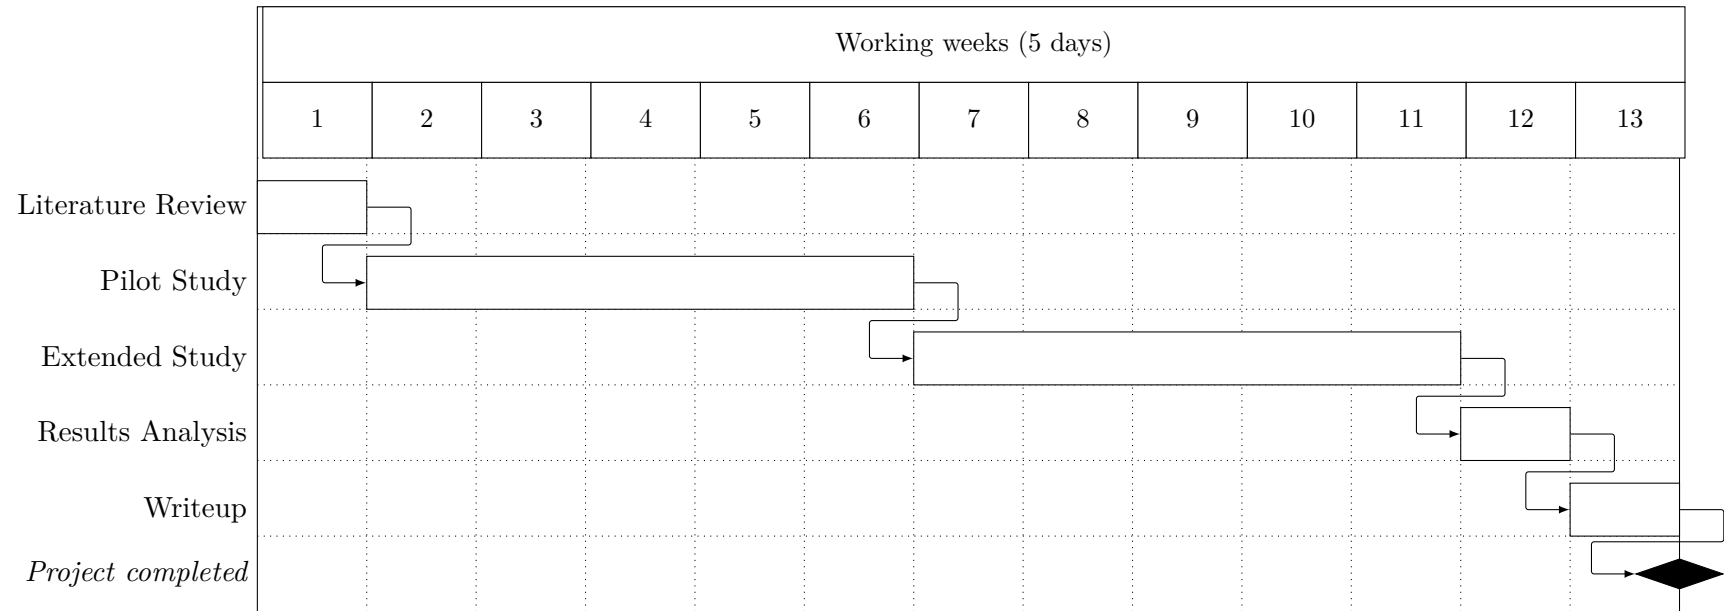 Working weeks (5 days)
1 2 3 4 5 6 7 8 9 10 11 12 13
Literature Review
Pilot Study
Extended Study
Results Analysis
Writeup
Project completed